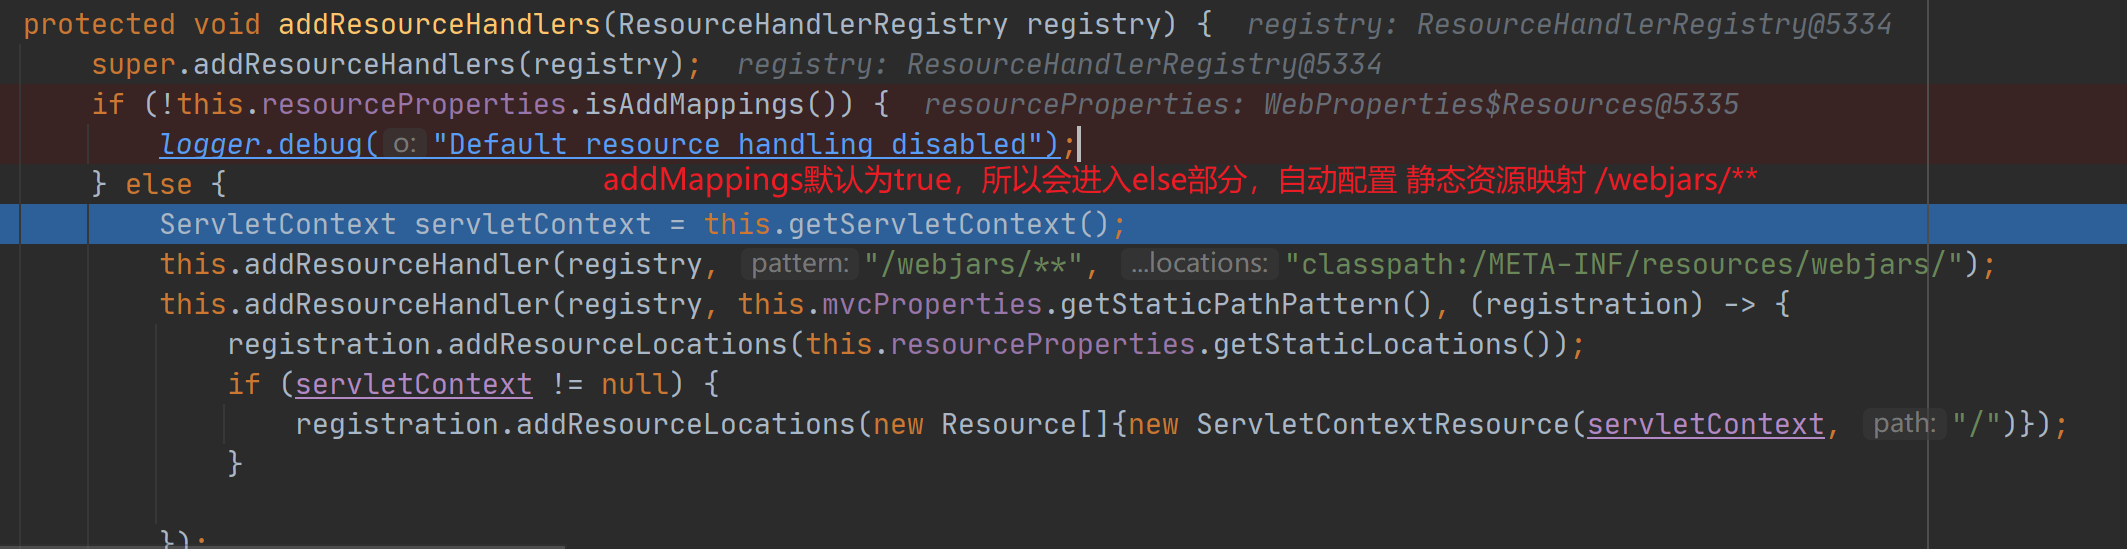 protected void addResourceHandlers(ResourceHandlerRegistry registry) {  registry: ResourceHandlerRegistry@5334
super.addResourceHandlers(registry);  registry: ResourceHandlerRegistry@5334
if (!this.resourceProperties.isAddMappings()) {  resourceProperties: WebProperties$Resources@5335
logger.debug( o: "Default resource handling disabled");
} else {  addMappings默认为true，所以会进入else部分，自动配置 静态资源映射 /webjars/**
ServletContext servletContext = this.getServletContext();
this.addResourceHandler(registry,  pattern: "/webjars/**",  ...locations: "classpath:/META-INF/resources/webjars/");
this.addResourceHandler(registry, this.mvcProperties.getStaticPathPattern(), (registration) -> {
registration.addResourceLocations(this.resourceProperties.getStaticLocations());
if (servletContext != null) {
registration.addResourceLocations(new Resource[]{new ServletContextResource(servletContext,  path: "/")});
}
});